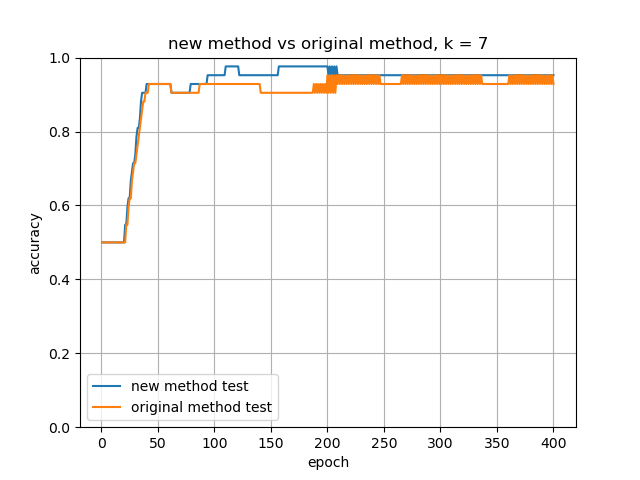 new method vs original method, k = 7
accuracy
1.0
0.8
0.6
0.4
0.2
0.0
new method test
original method test
0 50 100 150 200 250 300 350 400
epoch